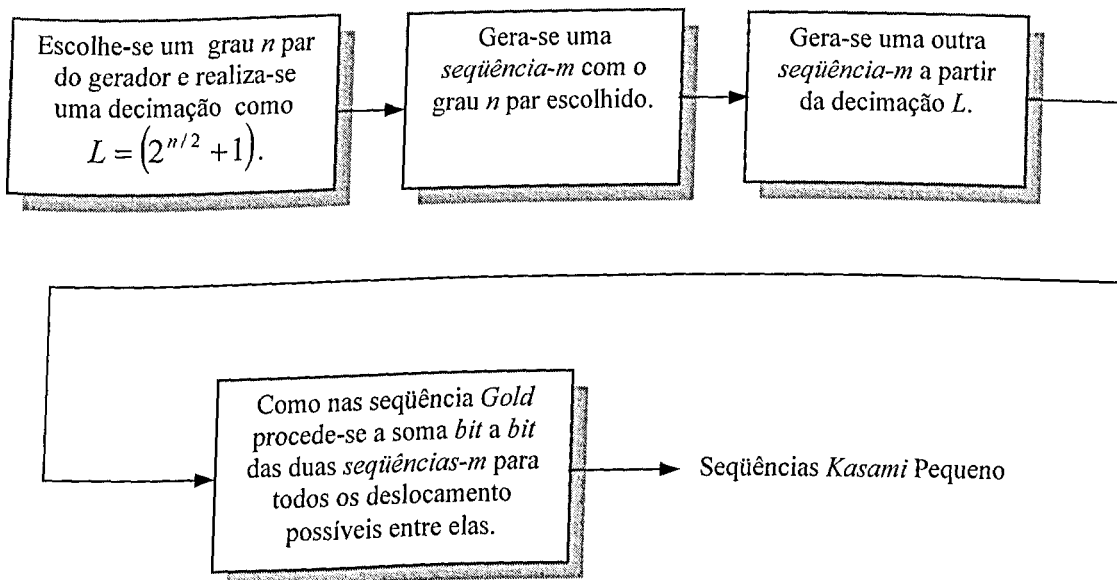 Escolhe-se um grau n par
do gerador e realiza-se
uma decimação como
L = (2^{n/2} + 1).
Gera-se uma
seqüência-m com o
grau n par escolhido.
Gera-se uma outra
seqüência-m a partir
da decimação L.
Como nas seqüência Gold
procede-se a soma bit a bit
das duas seqüências-m para
todos os deslocamento
possíveis entre elas.
Seqüências Kasami Pequeno